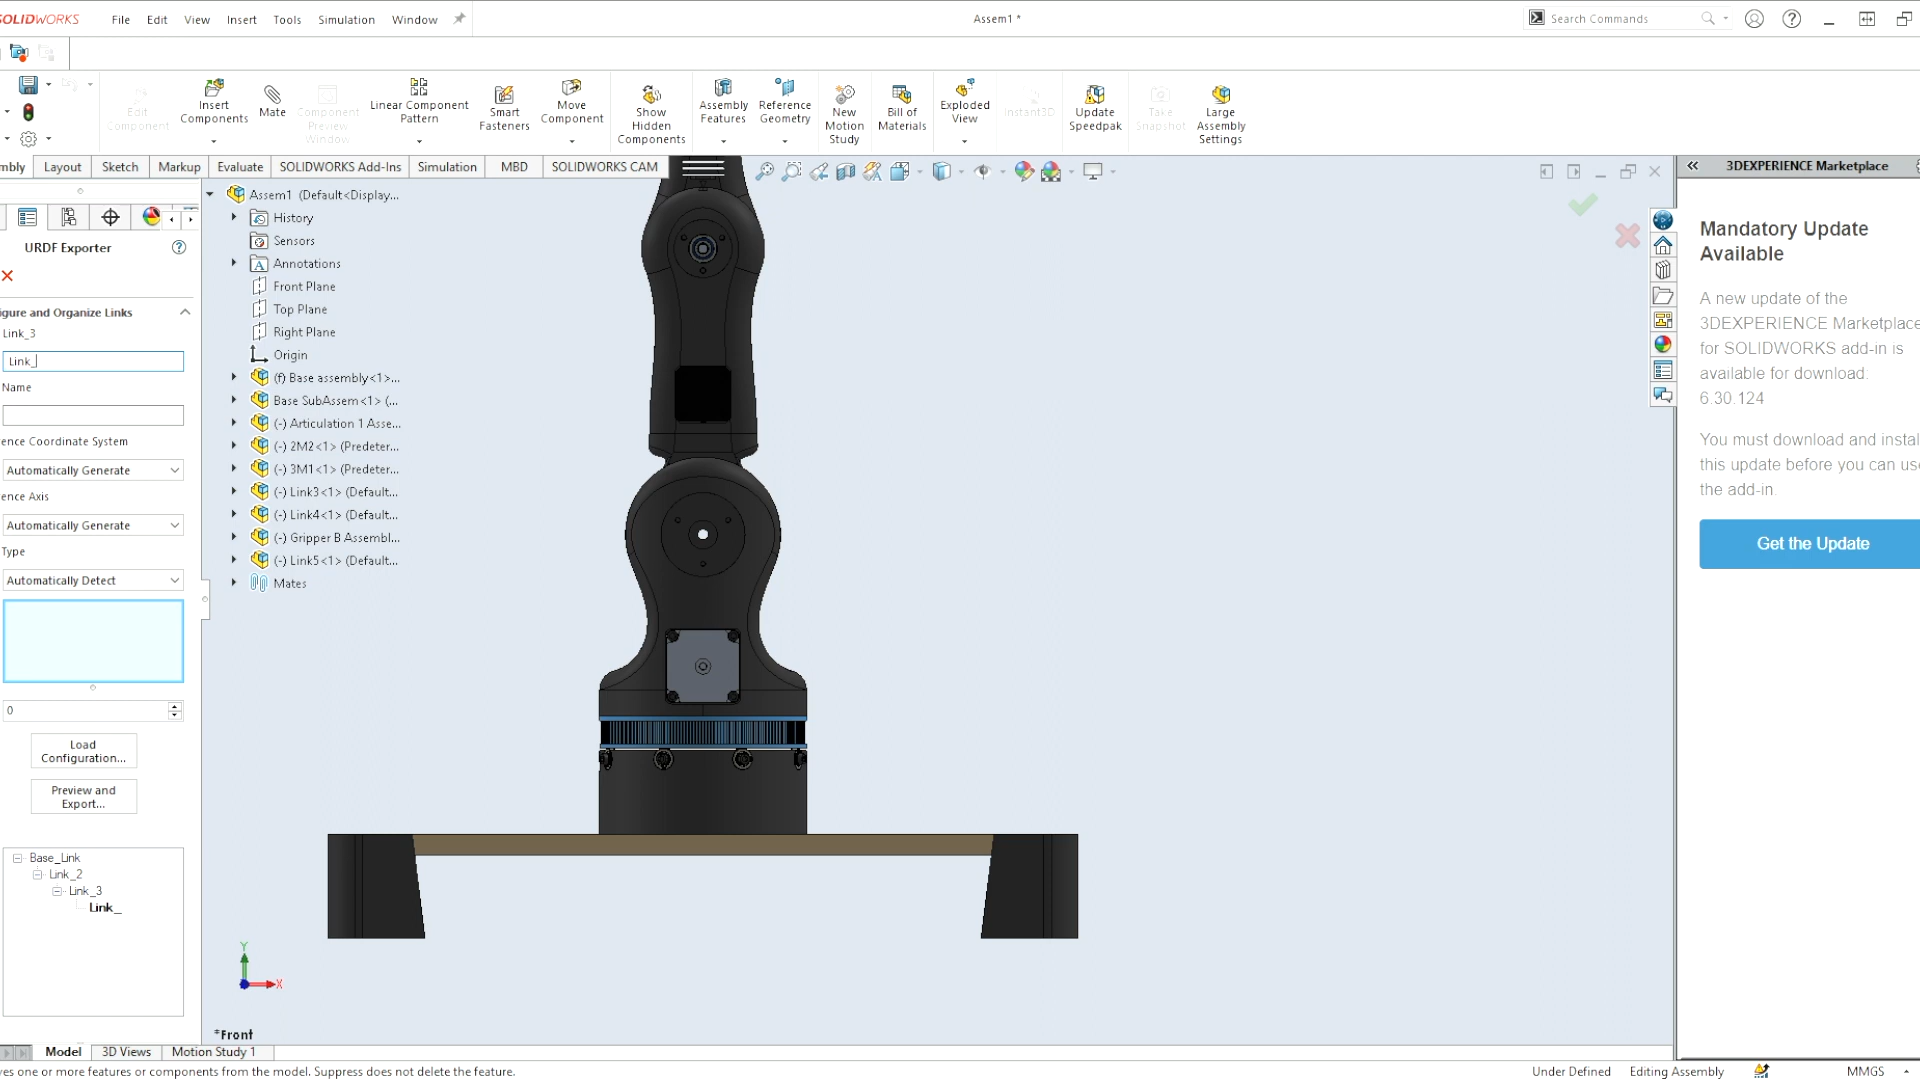 SOLIDWORKS File Edit View Insert Tools Simulation Window Assem1 * Search Commands
Edit Component
Insert Components
Mate
Component Preview Window
Linear Component Pattern
Smart Fasteners
Move Component
Show Hidden Components
Assembly Features
Reference Geometry
New Motion Study
Bill of Materials
Exploded View
Instant3D
Update Speedpak
Take Snapshot
Large Assembly Settings
mbly Layout Sketch Markup Evaluate SOLIDWORKS Add-Ins Simulation MBD SOLIDWORKS CAM
URDF Exporter
igure and Organize Links
Link_3
Link_
Name
ence Coordinate System
Automatically Generate
ence Axis
Automatically Generate
Type
Automatically Detect
0
Load
Configuration...
Preview and
Export...
Base_Link
Link_2
Link_3
Link_
Assem1 (Default<Display...
History
Sensors
Annotations
Front Plane
Top Plane
Right Plane
Origin
(f) Base assembly<1>...
Base SubAssem<1> (...
(-) Articulation 1 Asse...
(-) 2M2<1> (Predeter...
(-) 3M1<1> (Predeter...
(-) Link3<1> (Default...
(-) Link4<1> (Default...
(-) Gripper B Assembl...
(-) Link5<1> (Default...
Mates
Y
X
*Front
3DEXPERIENCE Marketplace
Mandatory Update
Available
A new update of the
3DEXPERIENCE Marketplace
for SOLIDWORKS add-in is
available for download:
6.30.124
You must download and instal
this update before you can us
the add-in.
Get the Update
Model 3D Views Motion Study 1
ves one or more features or components from the model. Suppress does not delete the feature.
Under Defined Editing Assembly MMGS